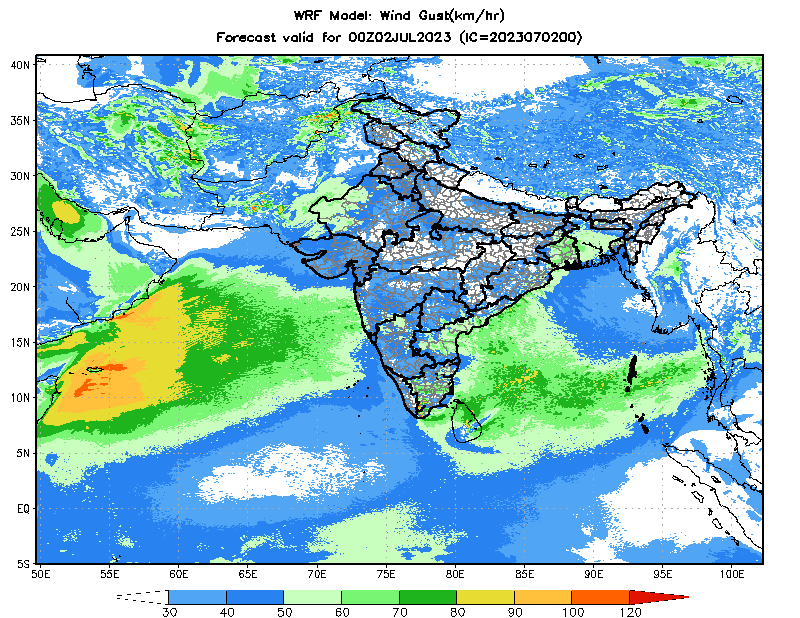 WRF Model: Wind Gust(km/hr)
Forecast valid for 00Z02JUL2023 (IC=2023070200)
40N
35N
30N
25N
20N
15N
10N
5N
EQ
5S
50E 55E 60E 65E 70E 75E 80E 85E 90E 95E 100E
30 40 50 60 70 80 90 100 120